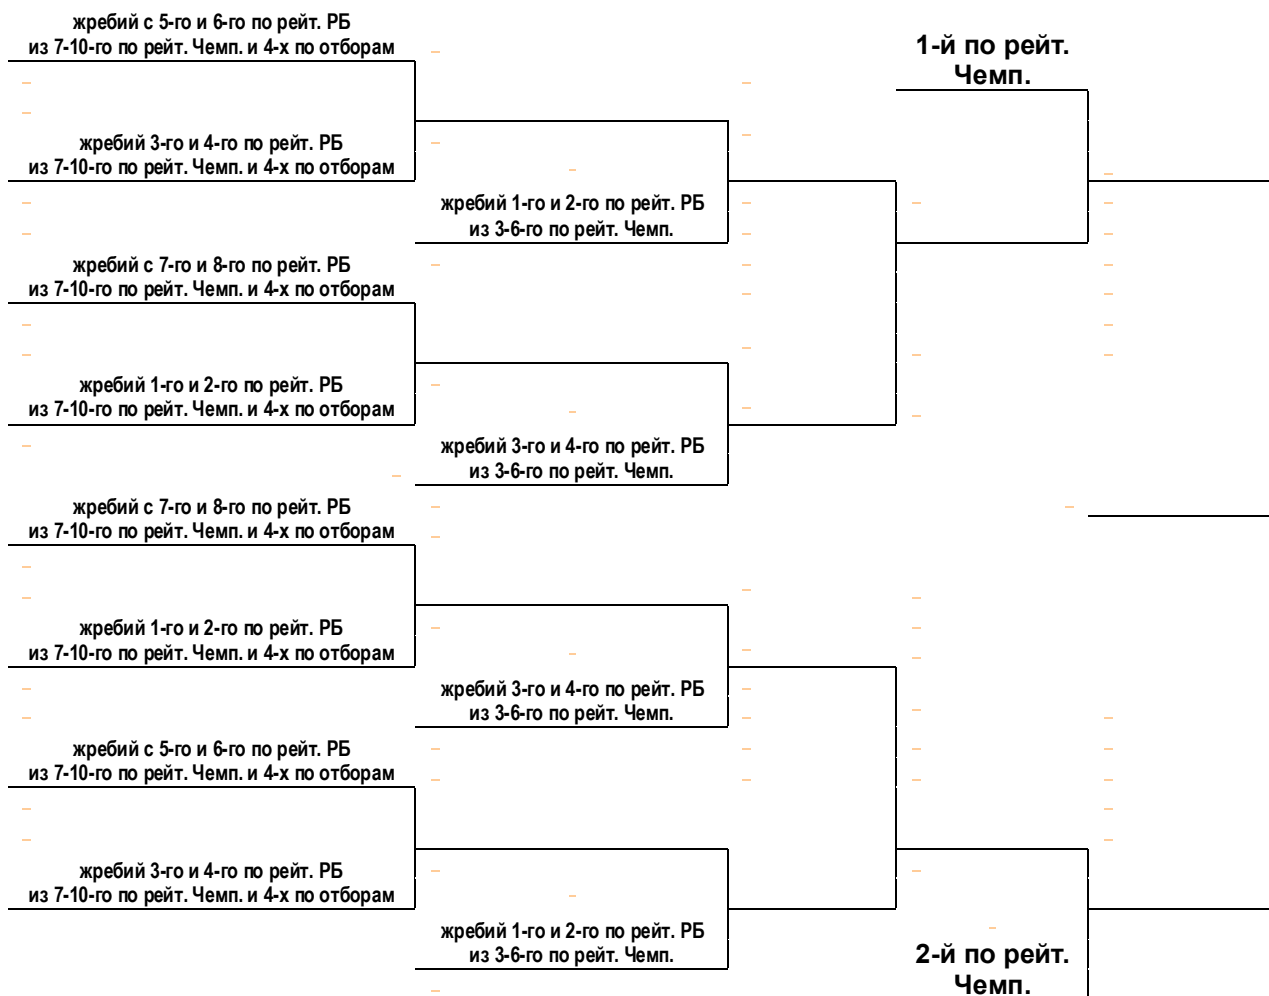 жребий с 5-го и 6-го по рейт. РБ
из 7-10-го по рейт. Чемп. и 4-х по отборам
1-й по рейт.
Чемп.
жребий 3-го и 4-го по рейт. РБ
из 7-10-го по рейт. Чемп. и 4-х по отборам
жребий 1-го и 2-го по рейт. РБ
из 3-6-го по рейт. Чемп.
жребий с 7-го и 8-го по рейт. РБ
из 7-10-го по рейт. Чемп. и 4-х по отборам
жребий 1-го и 2-го по рейт. РБ
из 7-10-го по рейт. Чемп. и 4-х по отборам
жребий 3-го и 4-го по рейт. РБ
из 3-6-го по рейт. Чемп.
жребий с 7-го и 8-го по рейт. РБ
из 7-10-го по рейт. Чемп. и 4-х по отборам
жребий 1-го и 2-го по рейт. РБ
из 7-10-го по рейт. Чемп. и 4-х по отборам
жребий 3-го и 4-го по рейт. РБ
из 3-6-го по рейт. Чемп.
жребий с 5-го и 6-го по рейт. РБ
из 7-10-го по рейт. Чемп. и 4-х по отборам
жребий 3-го и 4-го по рейт. РБ
из 7-10-го по рейт. Чемп. и 4-х по отборам
жребий 1-го и 2-го по рейт. РБ
из 3-6-го по рейт. Чемп.
2-й по рейт.
Чемп.